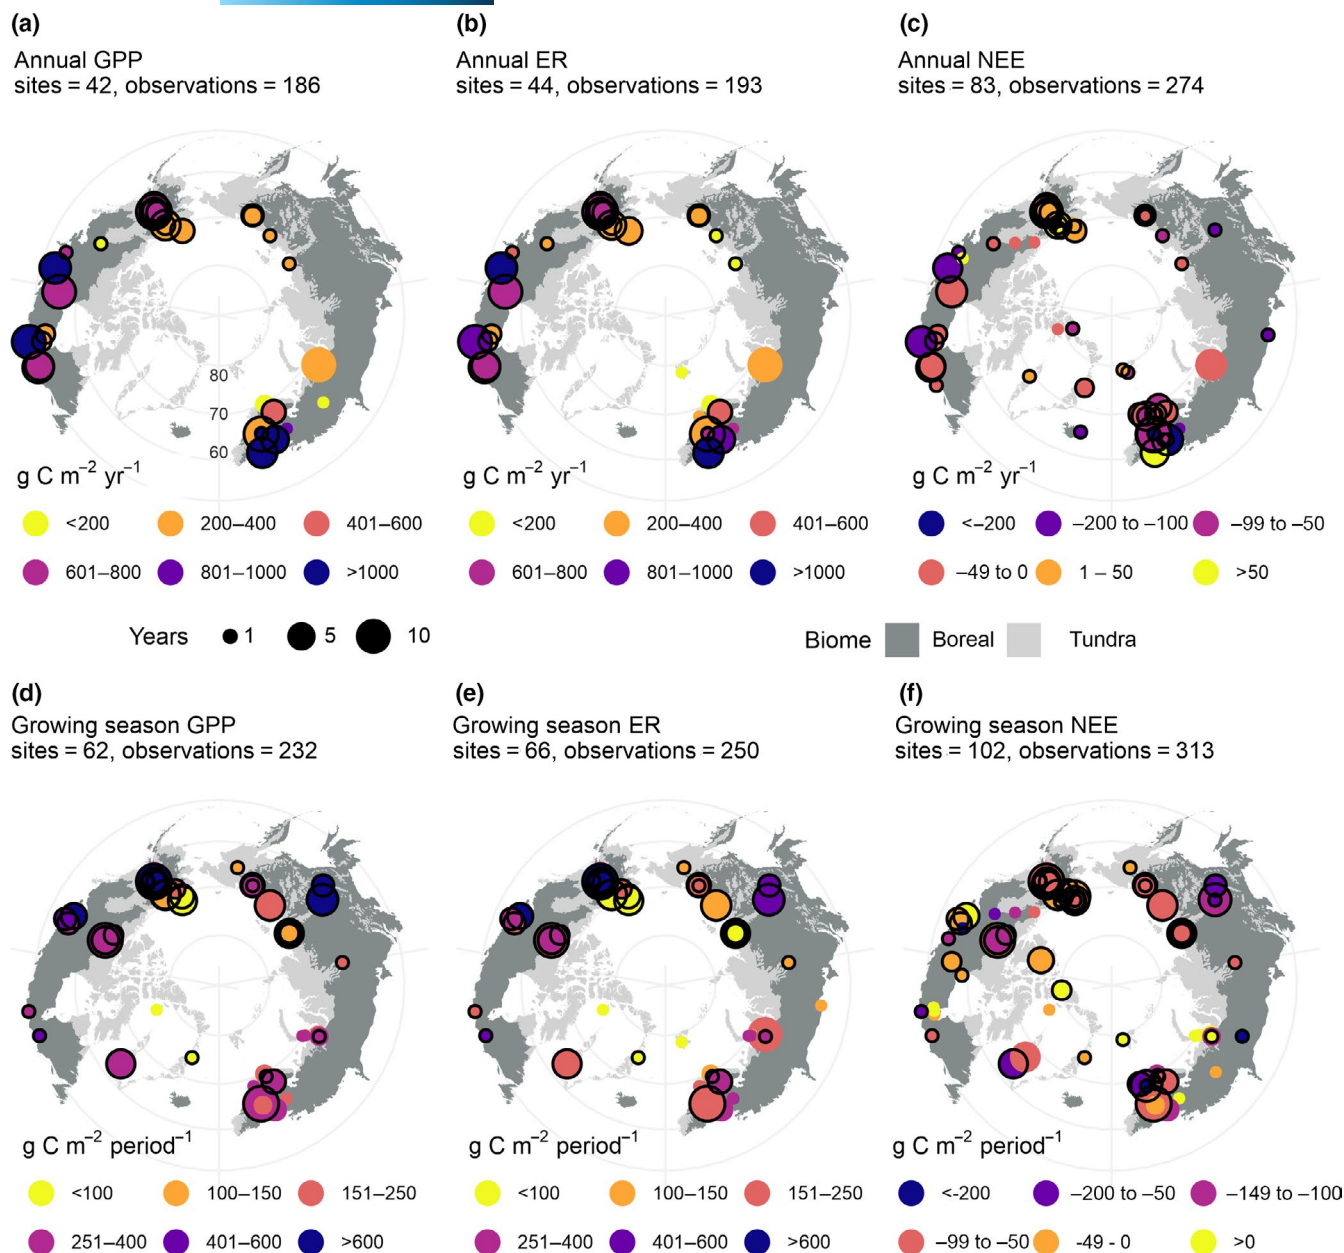 (a)
Annual GPP
sites = 42, observations = 186
(b)
Annual ER
sites = 44, observations = 193
(c)
Annual NEE
sites = 83, observations = 274
80
70
60
g C m−2 yr−1
<200
200–400
401–600
601–800
801–1000
>1000
g C m−2 yr−1
<200
200–400
401–600
601–800
801–1000
>1000
g C m−2 yr−1
<–200
–200 to –100
–99 to –50
–49 to 0
1 – 50
>50
Years 1 5 10
Biome Boreal Tundra
(d)
Growing season GPP
sites = 62, observations = 232
(e)
Growing season ER
sites = 66, observations = 250
(f)
Growing season NEE
sites = 102, observations = 313
g C m−2 period−1
<100
100–150
151–250
251–400
401–600
>600
g C m−2 period−1
<100
100–150
151–250
251–400
401–600
>600
g C m−2 period−1
<-200
–200 to –50
–149 to –100
–99 to –50
-49 - 0
>0